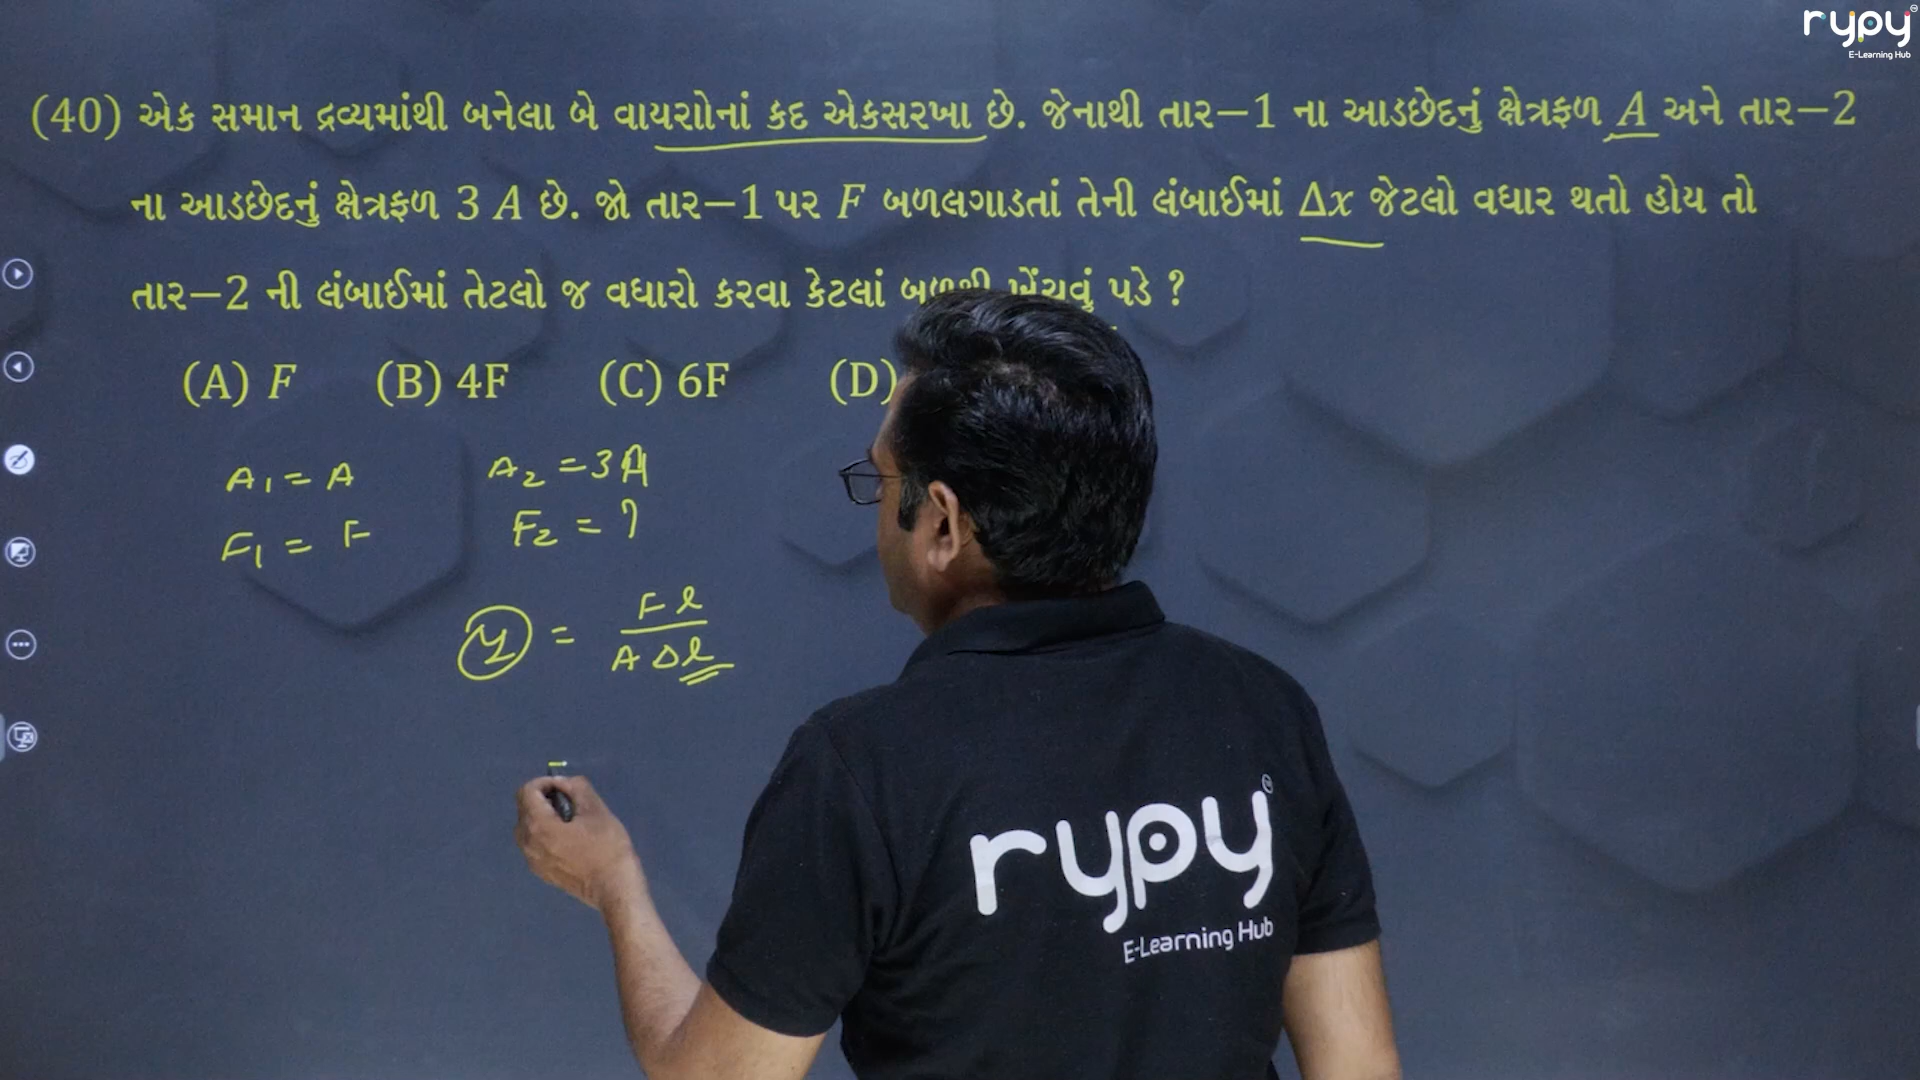 rypy
E-Learning Hub
(40) એક સમાન દ્રવ્યમાંથી બનેલા બે વાયરોનાં કદ એકસરખા છે. જેનાથી તાર−1 ના આડછેદનું ક્ષેત્રફળ A અને તાર−2
ના આડછેદનું ક્ષેત્રફળ 3 A છે. જો તાર−1 પર F બળલગાડતાં તેની લંબાઈમાં Δx જેટલો વધાર થતો હોય તો
તાર−2 ની લંબાઈમાં તેટલો જ વધારો કરવા કેટલાં પડે ?
(A) F (B) 4F (C) 6F (D)
A₁ = A A₂ = 3A
F₁ = F F₂ = ?
y = Fl / AΔl
rypy
E-Learning Hub